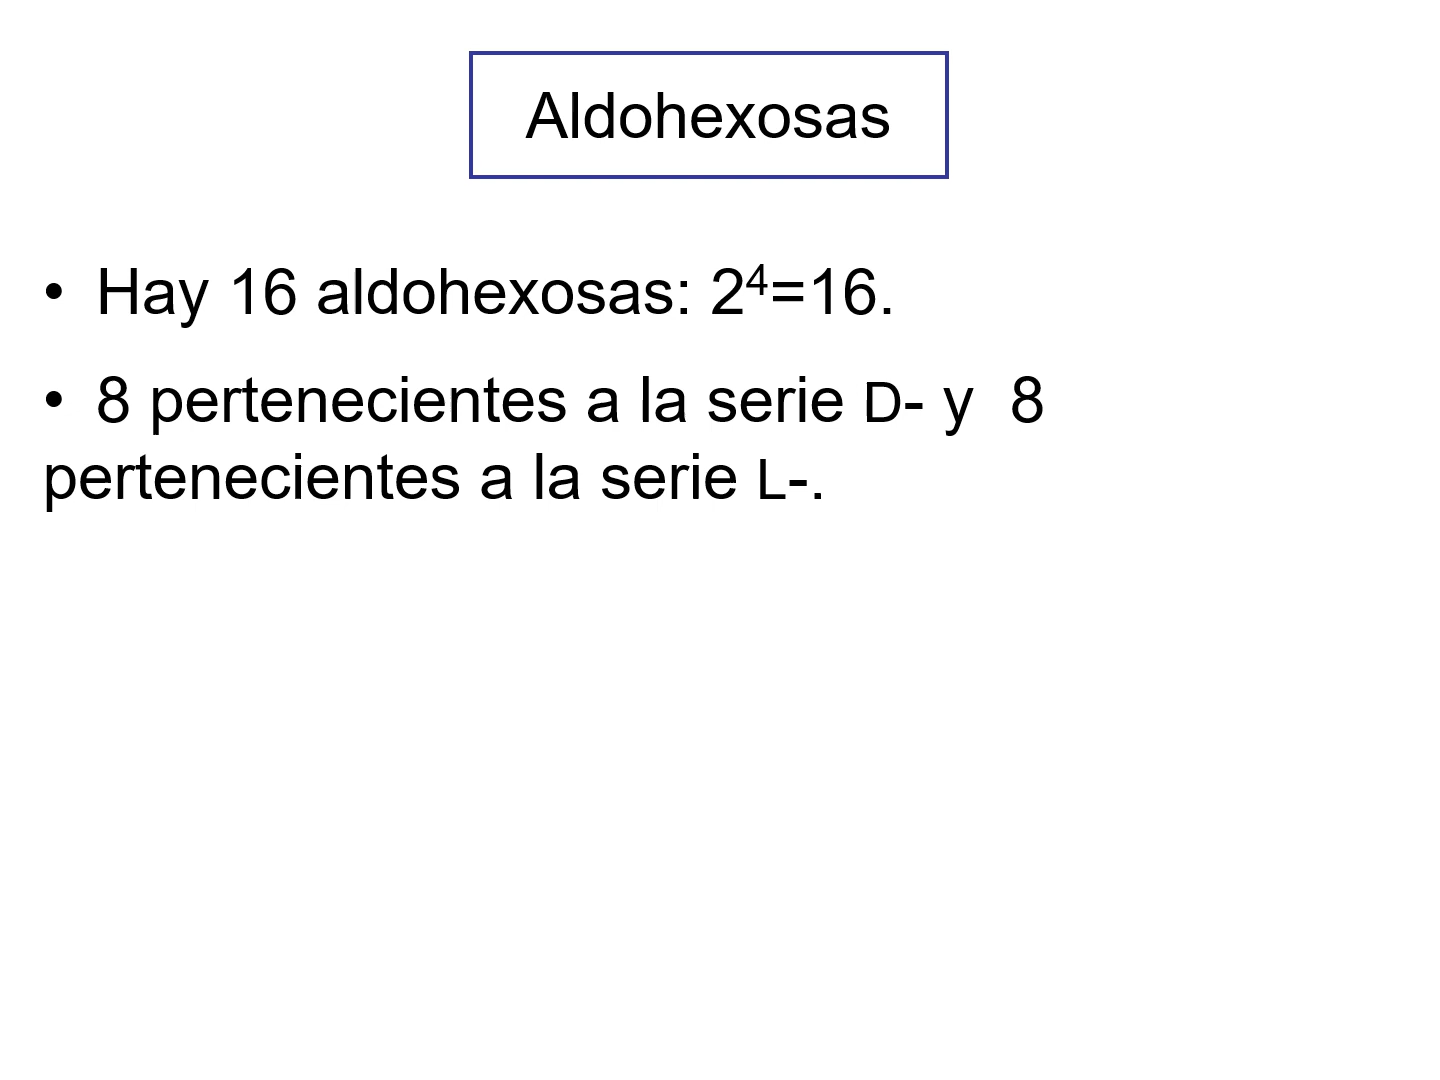 Aldohexosas
• Hay 16 aldohexosas: 2⁴=16.
• 8 pertenecientes a la serie D- y  8
pertenecientes a la serie L-.